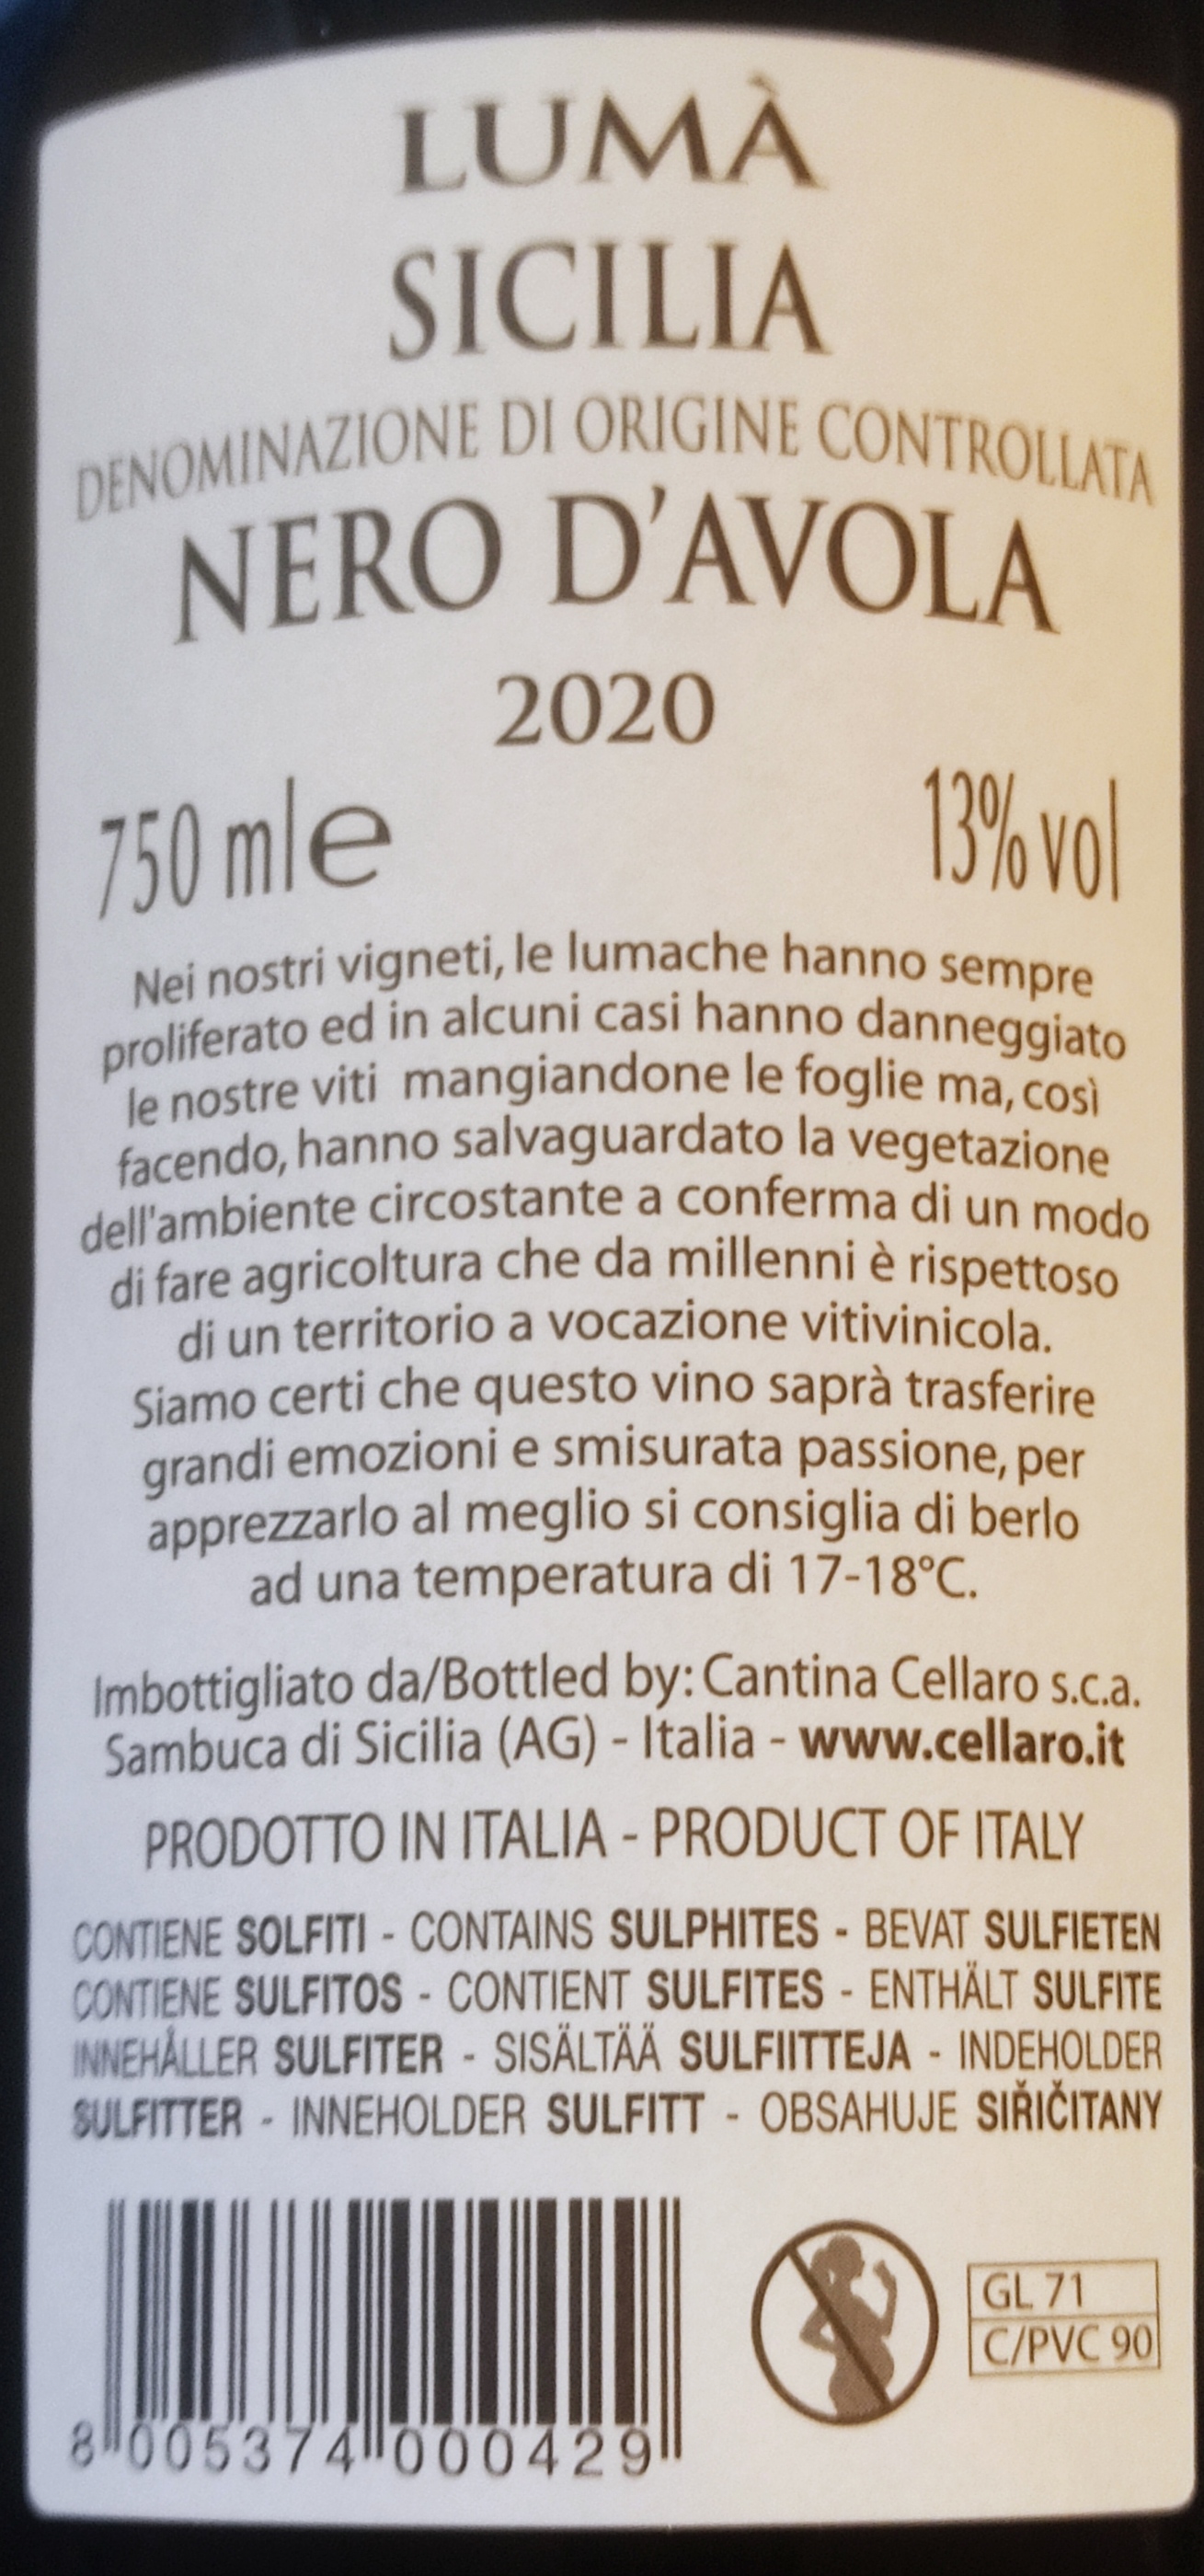 LUMÀ
SICILIA
DENOMINAZIONE DI ORIGINE CONTROLLATA
NERO D'AVOLA
2020
750 ml e 13% vol
Nei nostri vigneti, le lumache hanno sempre
proliferato ed in alcuni casi hanno danneggiato
le nostre viti mangiandone le foglie ma, così
facendo, hanno salvaguardato la vegetazione
dell'ambiente circostante a conferma di un modo
di fare agricoltura che da millenni è rispettoso
di un territorio a vocazione vitivinicola.
Siamo certi che questo vino saprà trasferire
grandi emozioni e smisurata passione, per
apprezzarlo al meglio si consiglia di berlo
ad una temperatura di 17-18°C.
Imbottigliato da/Bottled by: Cantina Cellaro s.c.a.
Sambuca di Sicilia (AG) - Italia - www.cellaro.it
PRODOTTO IN ITALIA - PRODUCT OF ITALY
CONTIENE SOLFITI - CONTAINS SULPHITES - BEVAT SULFIETEN
CONTIENE SULFITOS - CONTIENT SULFITES - ENTHÄLT SULFITE
INNEHÅLLER SULFITER - SISÄLTÄÄ SULFIITTEJA - INDEHOLDER
SULFITTER - INNEHOLDER SULFITT - OBSAHUJE SIŘIČITANY
GL 71
C/PVC 90
8 005374 000429